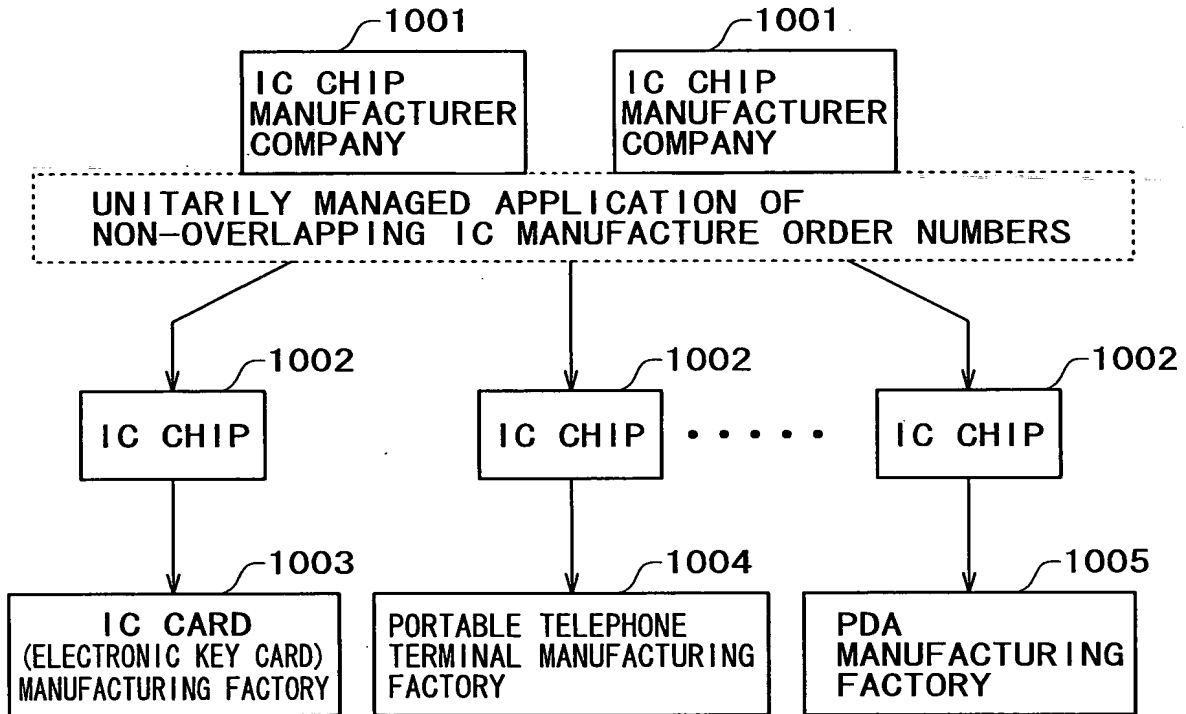 1001
1001
IC CHIP
MANUFACTURER
COMPANY
IC CHIP
MANUFACTURER
COMPANY
UNITARILY MANAGED APPLICATION OF
NON-OVERLAPPING IC MANUFACTURE ORDER NUMBERS
1002
1002
1002
IC CHIP
IC CHIP
IC CHIP
1003
1004
1005
IC CARD
(ELECTRONIC KEY CARD)
MANUFACTURING FACTORY
PORTABLE TELEPHONE
TERMINAL MANUFACTURING
FACTORY
PDA
MANUFACTURING
FACTORY